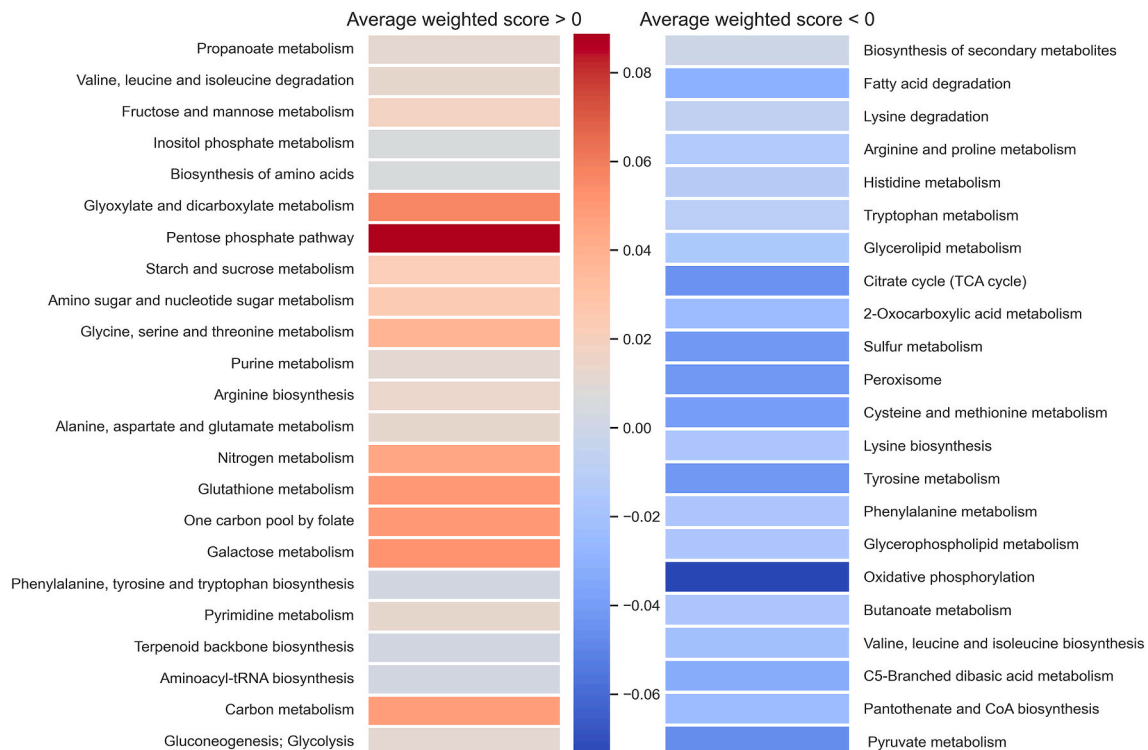 Average weighted score > 0
Propanoate metabolism
Valine, leucine and isoleucine degradation
Fructose and mannose metabolism
Inositol phosphate metabolism
Biosynthesis of amino acids
Glyoxylate and dicarboxylate metabolism
Pentose phosphate pathway
Starch and sucrose metabolism
Amino sugar and nucleotide sugar metabolism
Glycine, serine and threonine metabolism
Purine metabolism
Arginine biosynthesis
Alanine, aspartate and glutamate metabolism
Nitrogen metabolism
Glutathione metabolism
One carbon pool by folate
Galactose metabolism
Phenylalanine, tyrosine and tryptophan biosynthesis
Pyrimidine metabolism
Terpenoid backbone biosynthesis
Aminoacyl-tRNA biosynthesis
Carbon metabolism
Gluconeogenesis; Glycolysis
0.08
0.06
0.04
0.02
0.00
−0.02
−0.04
−0.06
Average weighted score < 0
Biosynthesis of secondary metabolites
Fatty acid degradation
Lysine degradation
Arginine and proline metabolism
Histidine metabolism
Tryptophan metabolism
Glycerolipid metabolism
Citrate cycle (TCA cycle)
2-Oxocarboxylic acid metabolism
Sulfur metabolism
Peroxisome
Cysteine and methionine metabolism
Lysine biosynthesis
Tyrosine metabolism
Phenylalanine metabolism
Glycerophospholipid metabolism
Oxidative phosphorylation
Butanoate metabolism
Valine, leucine and isoleucine biosynthesis
C5-Branched dibasic acid metabolism
Pantothenate and CoA biosynthesis
Pyruvate metabolism